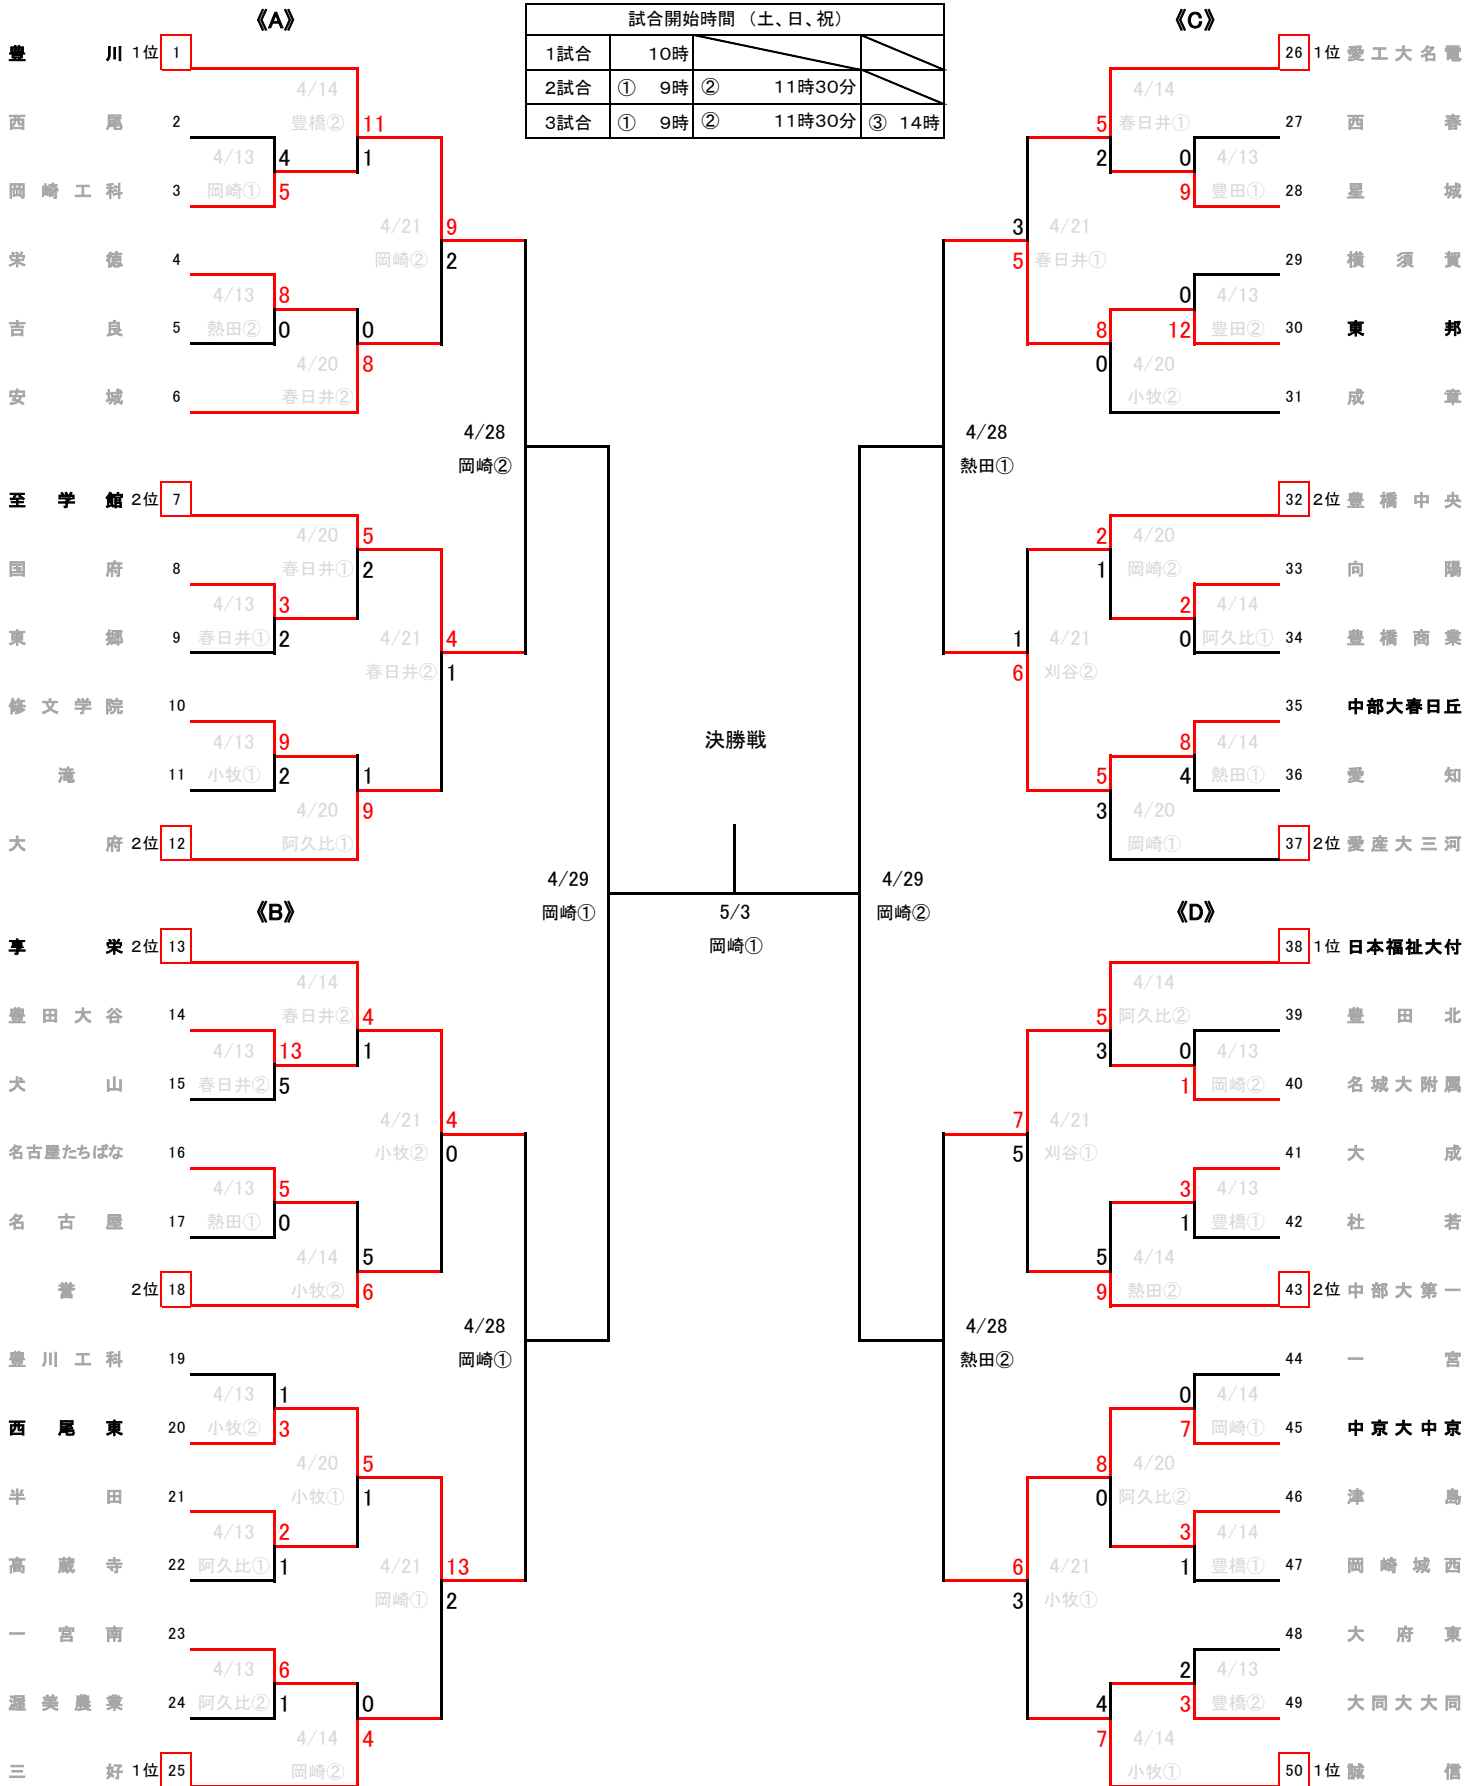 《A》
試合開始時間 （土、日、祝）
1試合 10時
2試合 ① 9時 ② 11時30分
3試合 ① 9時 ② 11時30分 ③ 14時
豊川 1位 1
4/14
豊橋② 11
西尾 2
4/13 4 1
岡崎工科 3 岡崎① 5
4/21 9
栄徳 4 岡崎② 2
4/13 8
吉良 5 熱田② 0 0
4/20 8
安城 6 春日井②
4/28
岡崎②
至学館 2位 7
4/20 5
国府 8 春日井① 2
4/13 3
東郷 9 春日井① 2 4/21 4
春日井② 1
修文学院 10
4/13 9
滝 11 小牧① 2 1
4/20 9
大府 2位 12 阿久比①
4/29
岡崎①
《B》
享栄 2位 13
4/14
豊田大谷 14 春日井② 4
4/13 13 1
犬山 15 春日井② 5
4/21 4
名古屋たちばな 16 小牧② 0
4/13 5
名古屋 17 熱田① 0
4/14 5
誉 2位 18 小牧② 6
4/28
豊川工科 19 岡崎①
4/13 1
西尾東 20 小牧② 3
4/20 5
半田 21 小牧① 1
4/13 2
高蔵寺 22 阿久比① 1 4/21 13
岡崎① 2
一宮南 23
4/13 6
渥美農業 24 阿久比② 1 0
4/14 4
三好 1位 25 岡崎②
決勝戦
5/3
岡崎①
《C》
26 1位 愛工大名電
4/14
5 春日井① 27 西春
2 0 4/13
9 豊田① 28 星城
3 4/21
5 春日井① 29 横須賀
0 4/13
8 12 豊田② 30 東邦
0 4/20
小牧② 31 成章
4/28
熱田①
32 2位 豊橋中央
2 4/20
1 岡崎② 33 向陽
2 4/14
1 0 阿久比① 34 豊橋商業
6 4/21
刈谷② 35 中部大春日丘
8 4/14
5 4 熱田① 36 愛知
3 4/20
岡崎① 37 2位 愛産大三河
4/29
岡崎②
《D》
38 1位 日本福祉大付
4/14
5 阿久比② 39 豊田北
3 0 4/13
1 岡崎② 40 名城大附属
7 4/21
5 刈谷① 41 大成
3 4/13
1 豊橋① 42 杜若
5 4/14
9 熱田② 43 2位 中部大第一
4/28
熱田② 44 一宮
0 4/14
7 岡崎① 45 中京大中京
8 4/20
0 阿久比② 46 津島
3 4/14
1 豊橋① 47 岡崎城西
6 4/21
3 小牧① 48 大府東
2 4/13
4 3 豊橋② 49 大同大大同
7 4/14
小牧① 50 1位 誠信